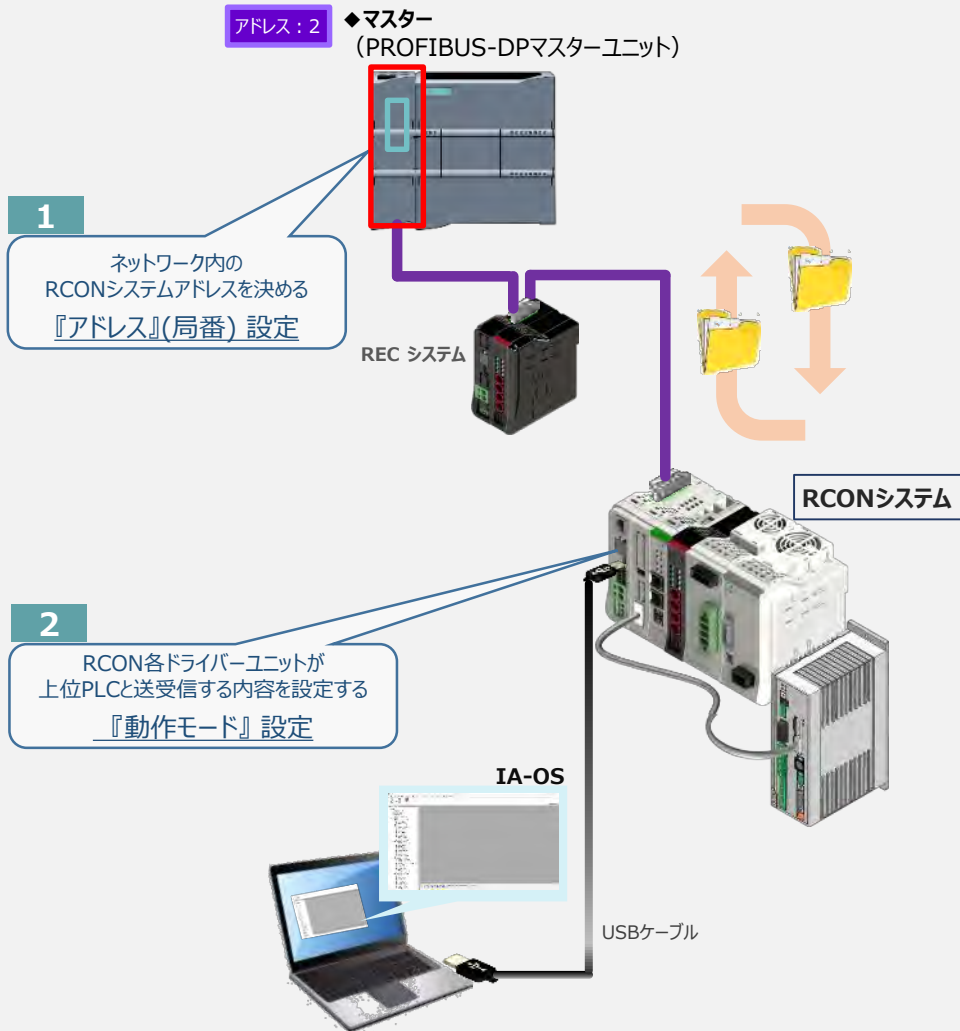 アドレス：2
◆マスター
（PROFIBUS-DPマスターユニット）
1
ネットワーク内の
RCONシステムアドレスを決める
『アドレス』(局番) 設定
REC システム
RCONシステム
2
RCON各ドライバーユニットが
上位PLCと送受信する内容を設定する
『動作モード』 設定
IA-OS
USBケーブル